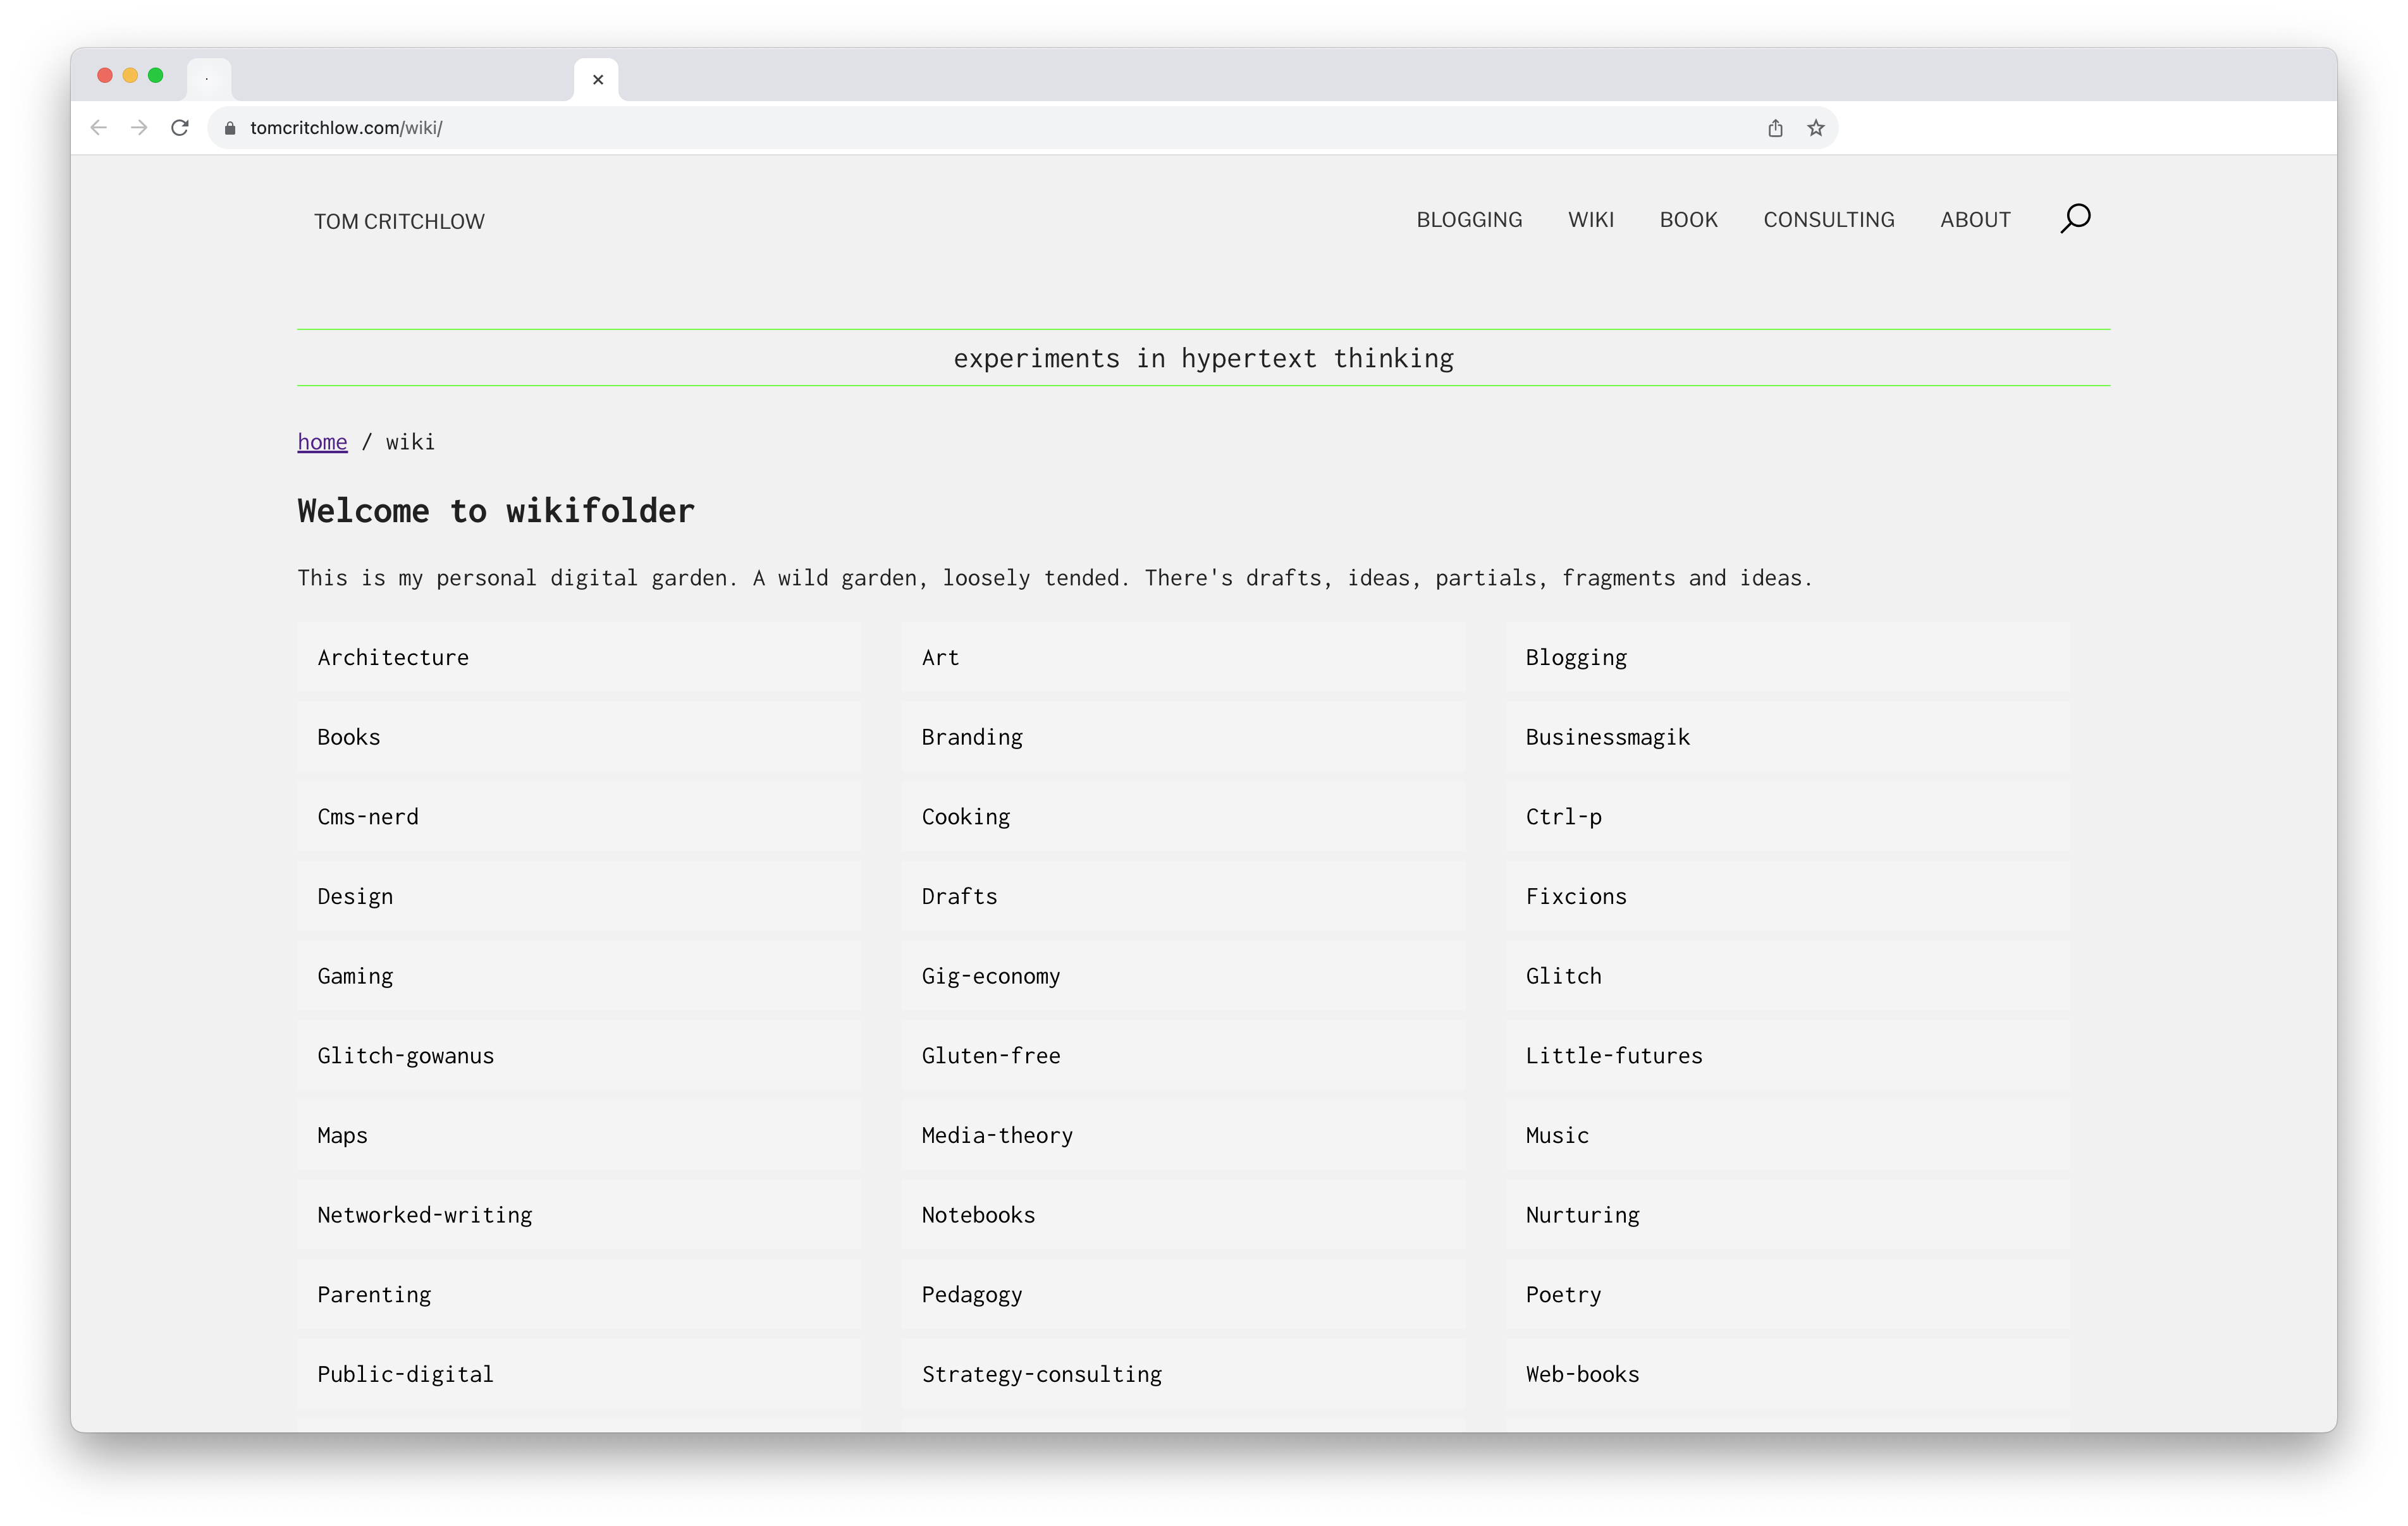 tomcritchlow.com/wiki/
TOM CRITCHLOW BLOGGING WIKI BOOK CONSULTING ABOUT
experiments in hypertext thinking
home / wiki
Welcome to wikifolder
This is my personal digital garden. A wild garden, loosely tended. There's drafts, ideas, partials, fragments and ideas.
Architecture Art Blogging
Books Branding Businessmagik
Cms-nerd Cooking Ctrl-p
Design Drafts Fixcions
Gaming Gig-economy Glitch
Glitch-gowanus Gluten-free Little-futures
Maps Media-theory Music
Networked-writing Notebooks Nurturing
Parenting Pedagogy Poetry
Public-digital Strategy-consulting Web-books